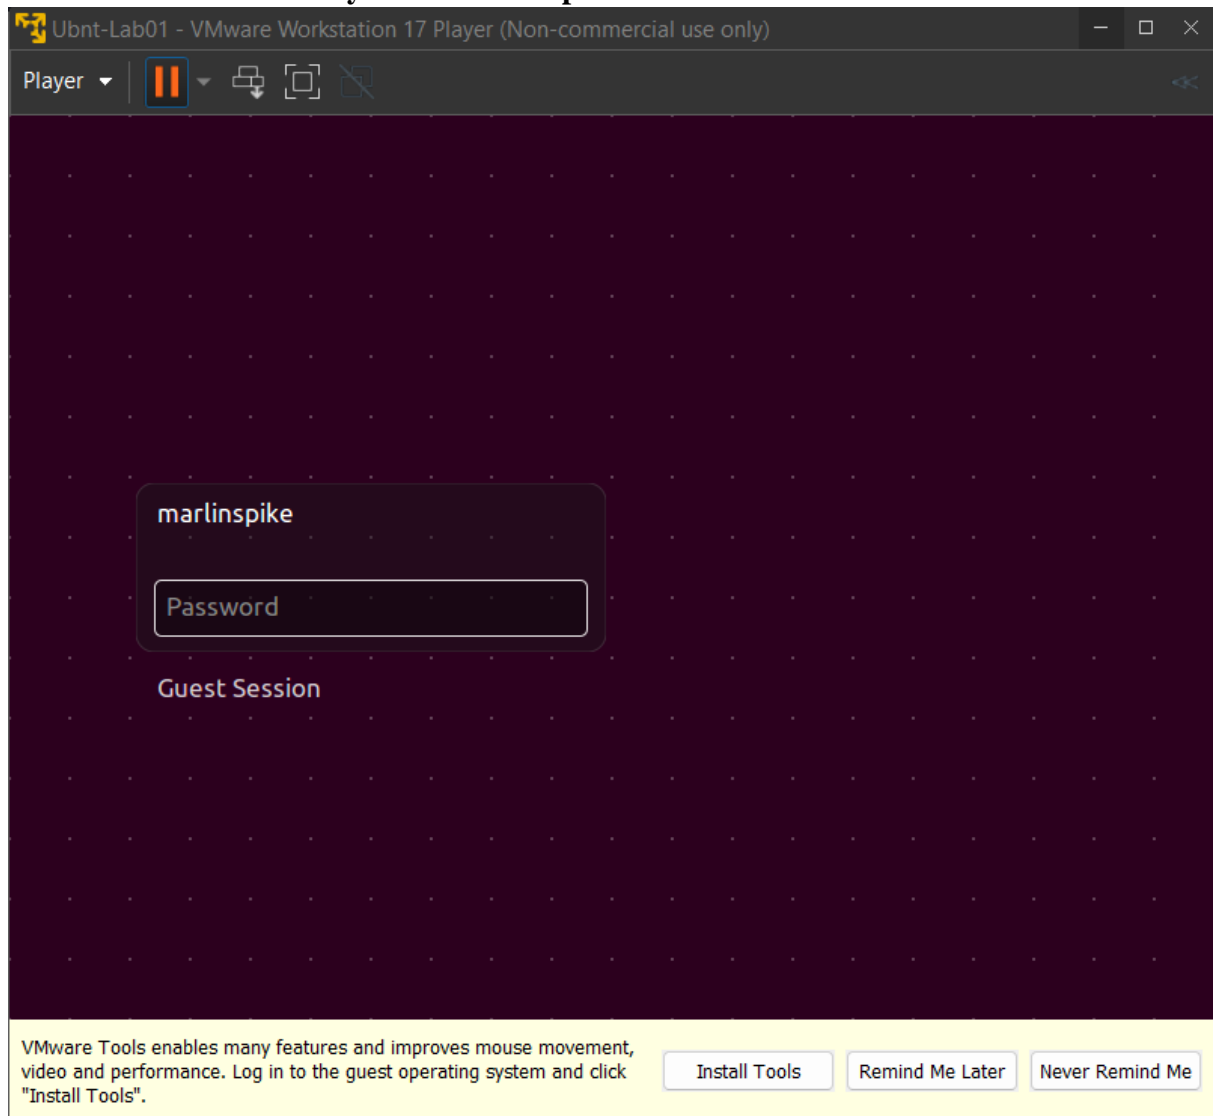 Ubnt-Lab01 - VMware Workstation 17 Player (Non-commercial use only)
Player
marlinspike
Password
Guest Session
VMware Tools enables many features and improves mouse movement,
video and performance. Log in to the guest operating system and click
"Install Tools".
Install Tools
Remind Me Later
Never Remind Me